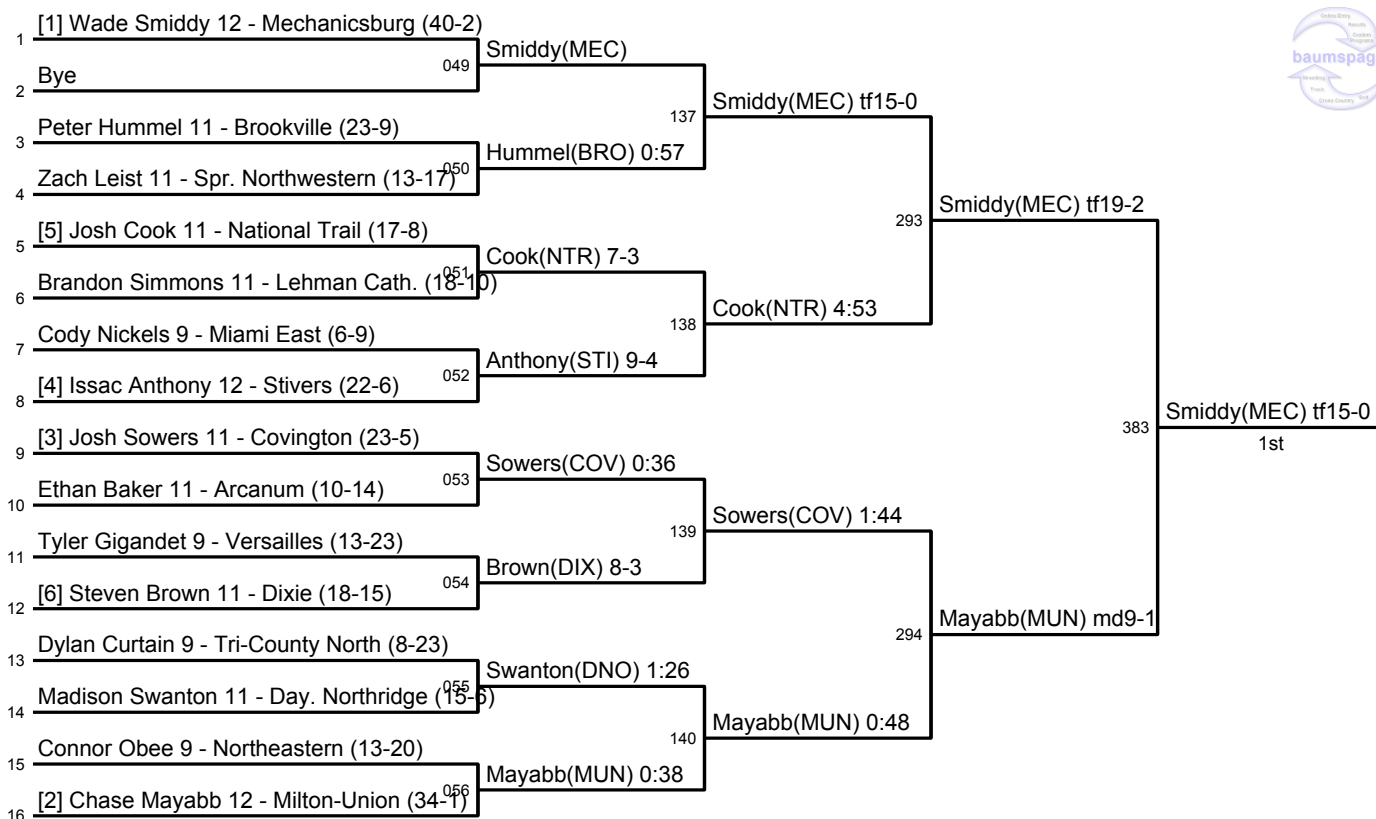 [1] Wade Smiddy 12 - Mechanicsburg (40-2)
1
Bye
2
049
Smiddy(MEC)
Peter Hummel 11 - Brookville (23-9)
3
Zach Leist 11 - Spr. Northwestern (13-17)
4
050
Hummel(BRO) 0:57
137
Smiddy(MEC) tf15-0
[5] Josh Cook 11 - National Trail (17-8)
5
Brandon Simmons 11 - Lehman Cath. (18-10)
6
051
Cook(NTR) 7-3
Cody Nickels 9 - Miami East (6-9)
7
[4] Issac Anthony 12 - Stivers (22-6)
8
052
Anthony(STI) 9-4
138
Cook(NTR) 4:53
293
Smiddy(MEC) tf19-2
[3] Josh Sowers 11 - Covington (23-5)
9
Ethan Baker 11 - Arcanum (10-14)
10
053
Sowers(COV) 0:36
Tyler Gigandet 9 - Versailles (13-23)
11
[6] Steven Brown 11 - Dixie (18-15)
12
054
Brown(DIX) 8-3
139
Sowers(COV) 1:44
Dylan Curtain 9 - Tri-County North (8-23)
13
Madison Swanton 11 - Day. Northridge (15-6)
14
055
Swanton(DNO) 1:26
Connor Obee 9 - Northeastern (13-20)
15
[2] Chase Mayabb 12 - Milton-Union (34-1)
16
056
Mayabb(MUN) 0:38
140
Mayabb(MUN) 0:48
294
Mayabb(MUN) md9-1
383
Smiddy(MEC) tf15-0
1st
Online Entry
Results
baumspag
Track
Cross Country
Golf